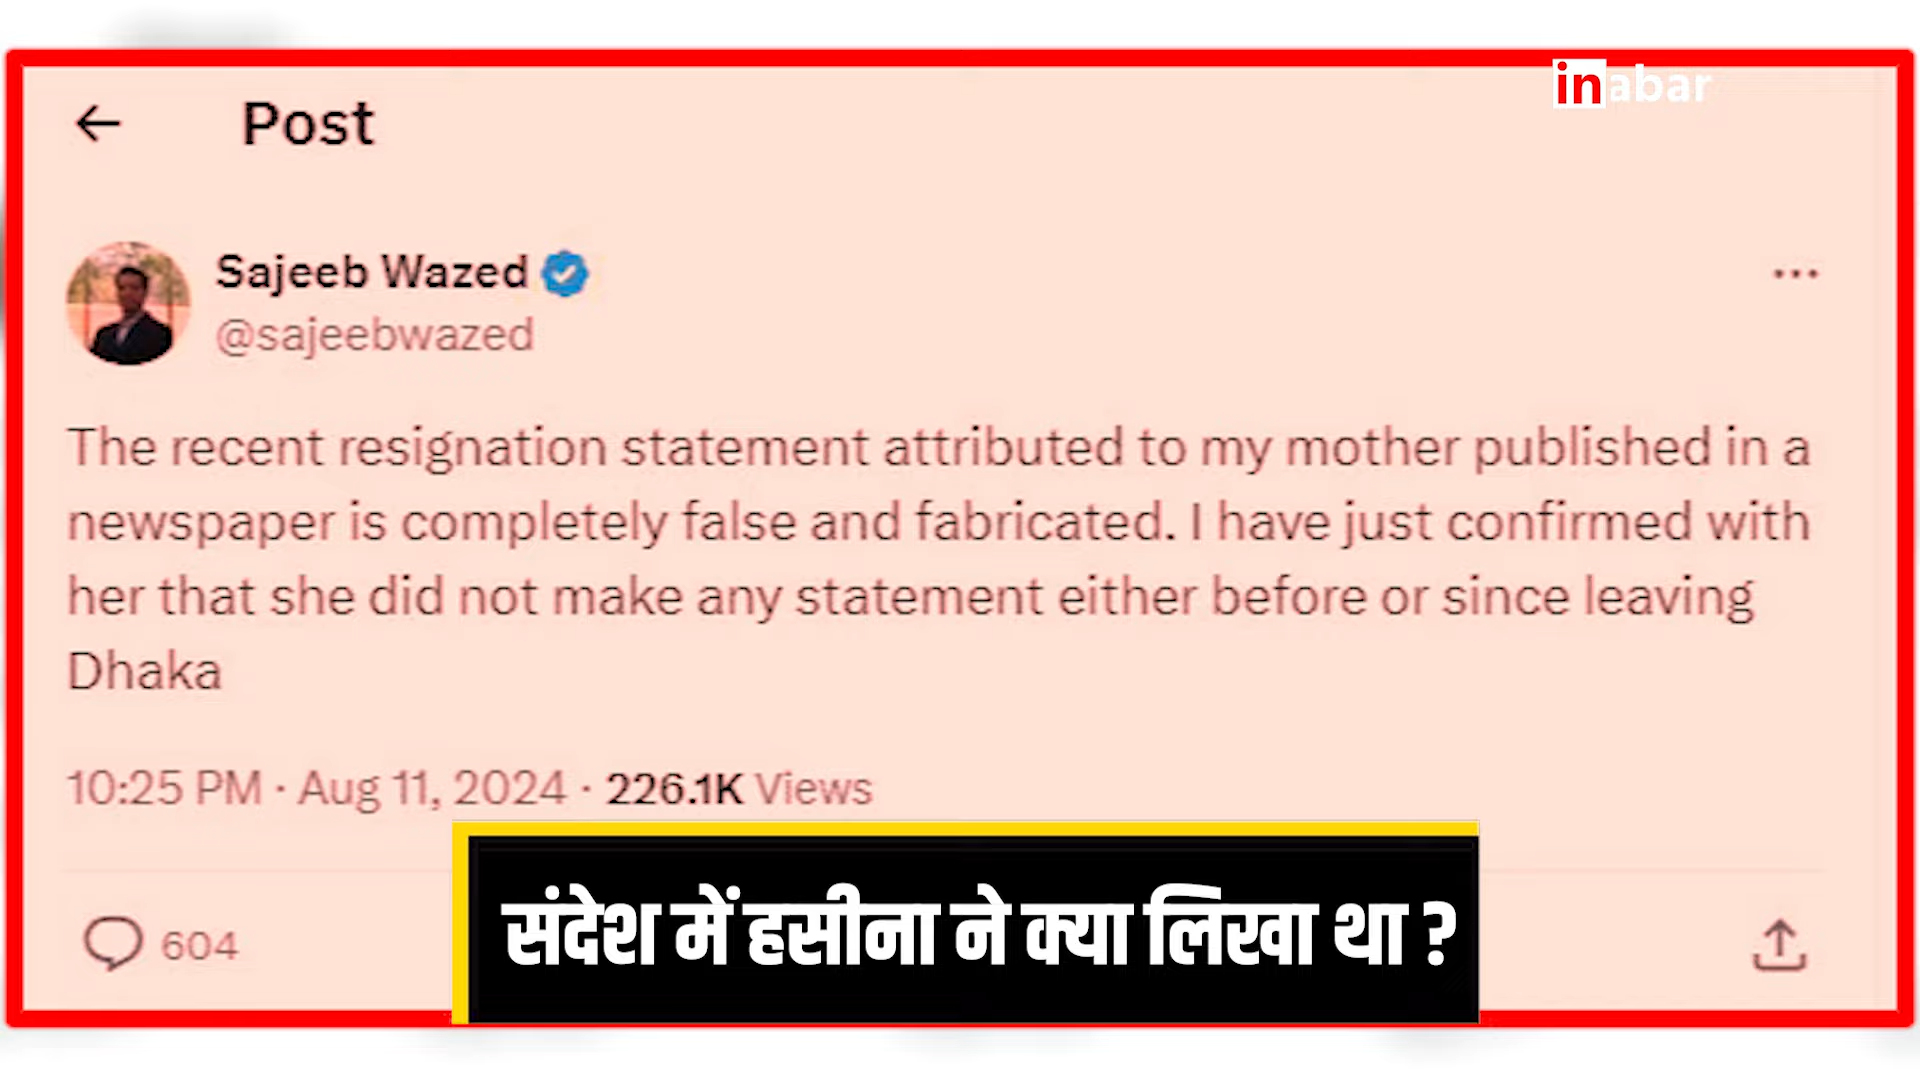 inabar
Post
Sajeeb Wazed
@sajeebwazed
The recent resignation statement attributed to my mother published in a
newspaper is completely false and fabricated. I have just confirmed with
her that she did not make any statement either before or since leaving
Dhaka
10:25 PM · Aug 11, 2024 · 226.1K Views
604
संदेश में हसीना ने क्या लिखा था ?